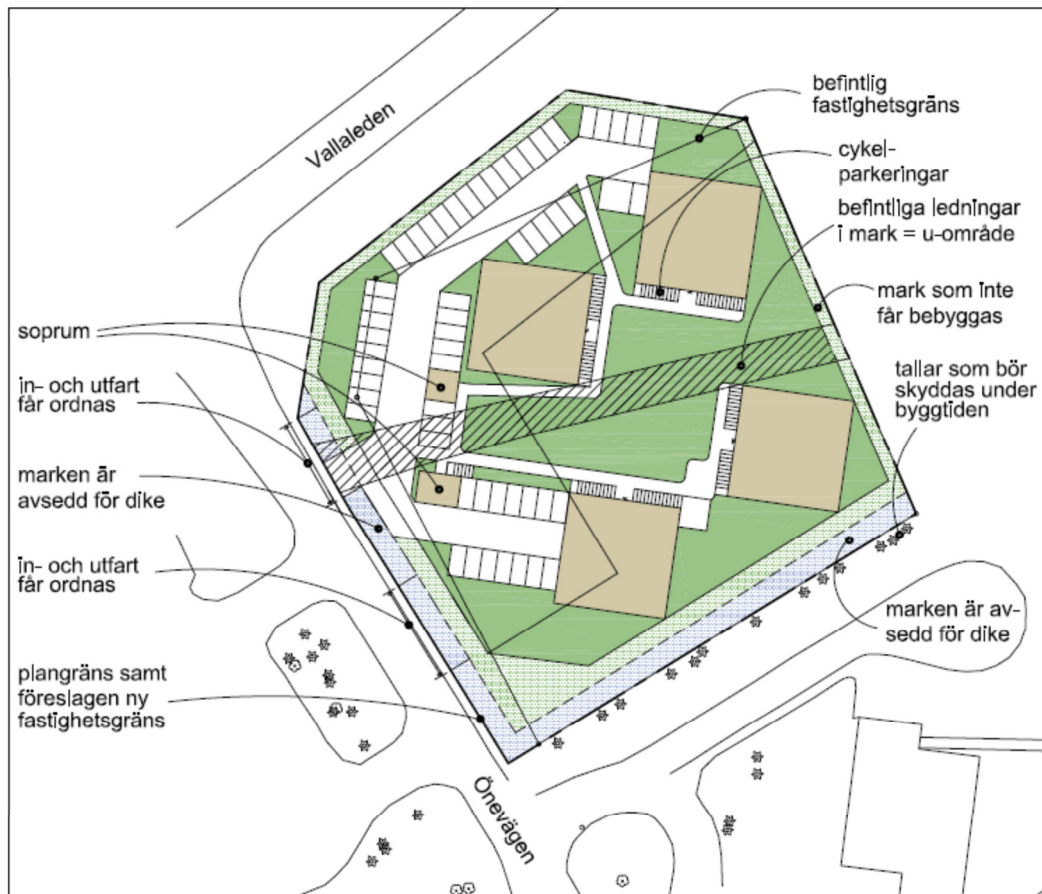 Vallaleden
befintlig
fastighetsgräns
cykel-
parkeringar
befintliga ledningar
i mark = u-område
mark som inte
får bebyggas
tallar som bör
skyddas under
byggtiden
marken är av-
sedd för dike
soprum
in- och utfart
får ordnas
marken är
avsedd för dike
in- och utfart
får ordnas
plangräns samt
föreslagen ny
fastighetsgräns
Önevägen